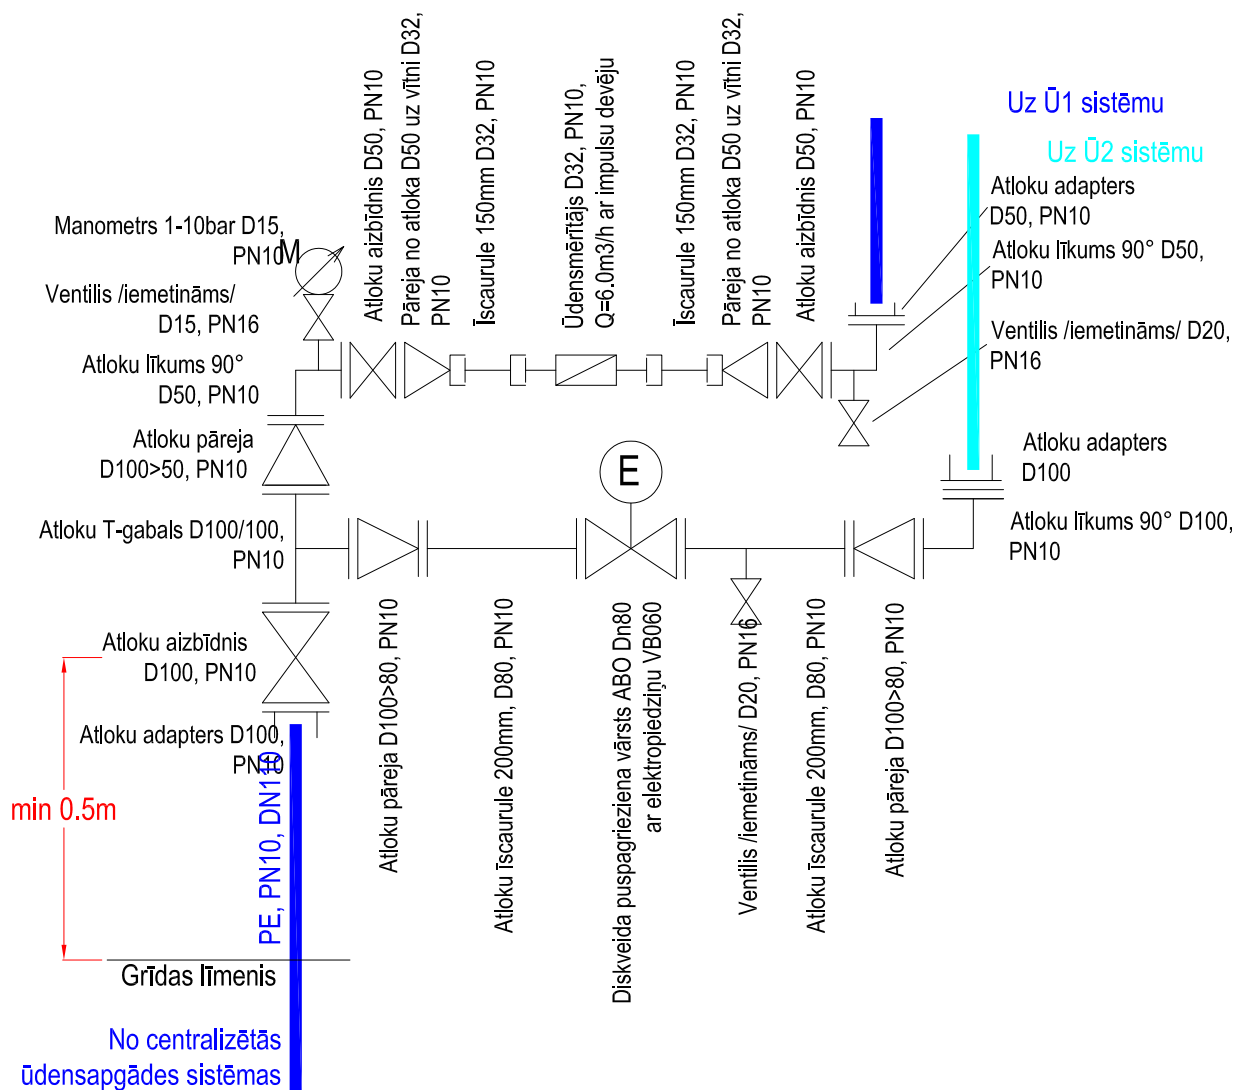 Atloku aizbīdnis D50, PN10
Pāreja no atloka D50 uz vītni D32,
PN10
Īscaurule 150mm D32, PN10
Ūdensmērītājs D32, PN10,
Q=6.0m3/h ar impulsu devēju
Īscaurule 150mm D32, PN10
Pāreja no atloka D50 uz vītni D32,
PN10
Atloku aizbīdnis D50, PN10
Uz Ū1 sistēmu
Uz Ū2 sistēmu
Atloku adapters
D50, PN10
Atloku līkums 90° D50,
PN10
Ventilis /iemetināms/ D20,
PN16
Manometrs 1-10bar D15,
PN10
M
Ventilis /iemetināms/
D15, PN16
Atloku līkums 90°
D50, PN10
Atloku pāreja
D100>50, PN10
E
Atloku adapters
D100
Atloku T-gabals D100/100,
PN10
Atloku līkums 90° D100,
PN10
Atloku aizbīdnis
D100, PN10
Atloku adapters D100,
PN10
min 0.5m
PE, PN10, DN110
Atloku pāreja D100>80, PN10
Atloku īscaurule 200mm, D80, PN10
Diskveida puspagrieziena vārsts ABO Dn80
ar elektropiedziņu VB060
Ventilis /iemetināms/ D20, PN16
Atloku īscaurule 200mm, D80, PN10
Atloku pāreja D100>80, PN10
Grīdas līmenis
No centralizētās
ūdensapgādes sistēmas